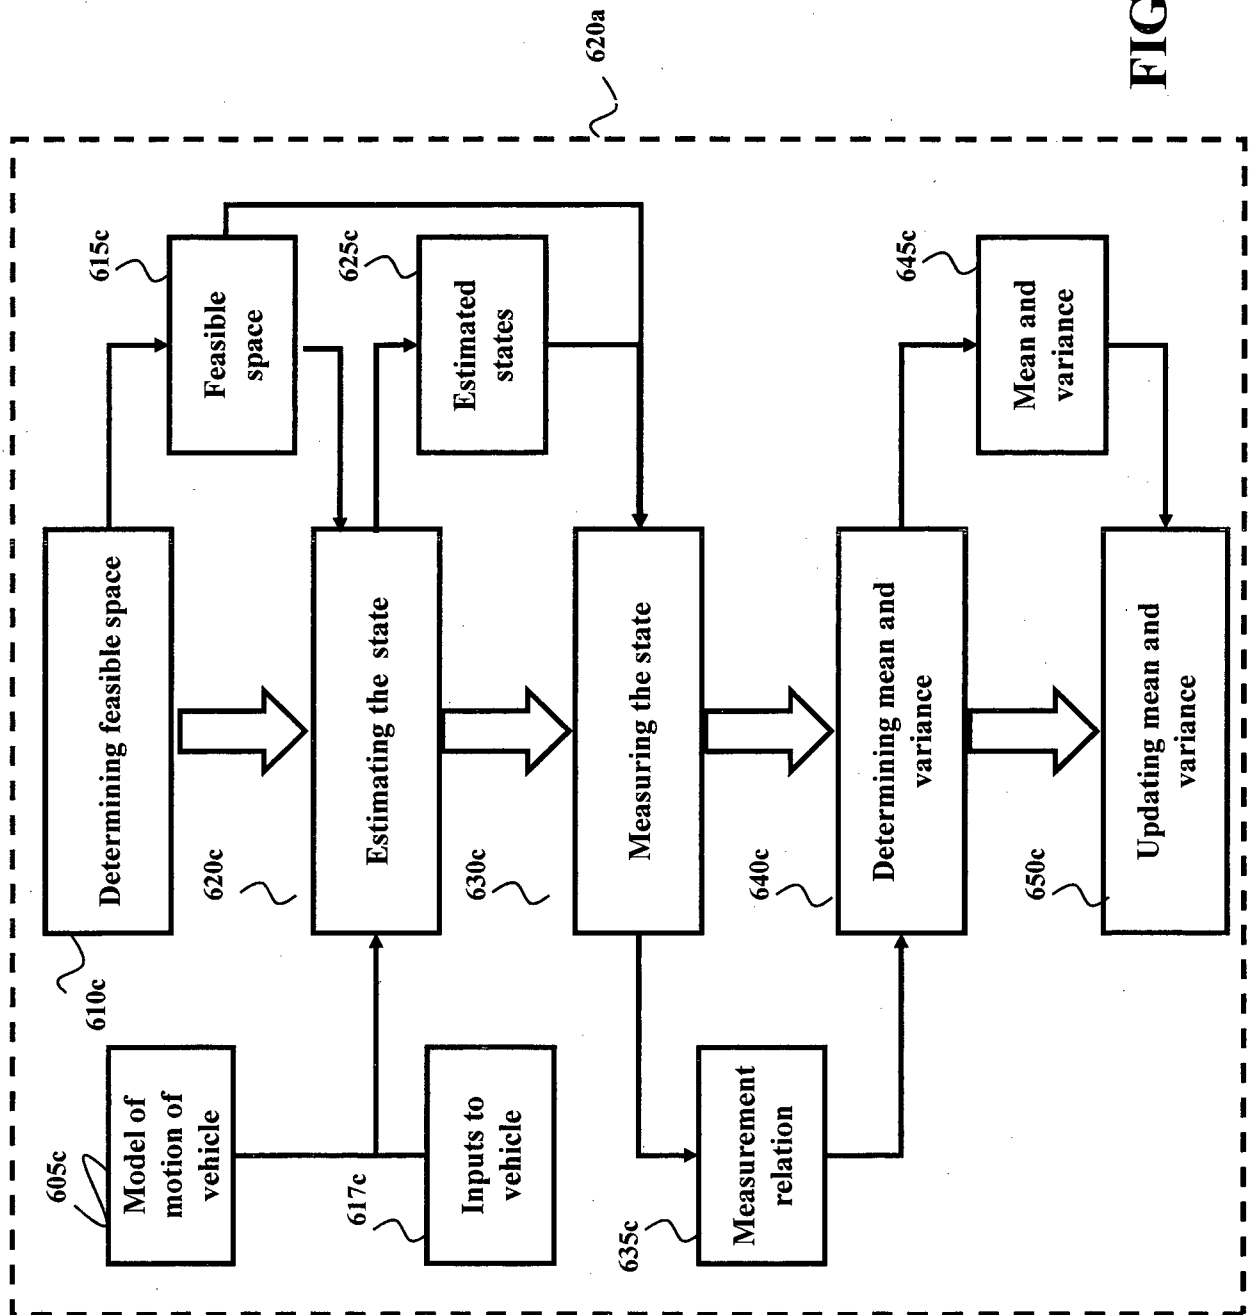 620a
FIG
615c
Feasible
space
625c
Estimated
states
645c
Mean and
variance
Determining feasible space
610c
Estimating the state
620c
Measuring the state
630c
Determining mean and
variance
640c
Updating mean and
variance
650c
605c
Model of
motion of
vehicle
617c
Inputs to
vehicle
635c
Measurement
relation